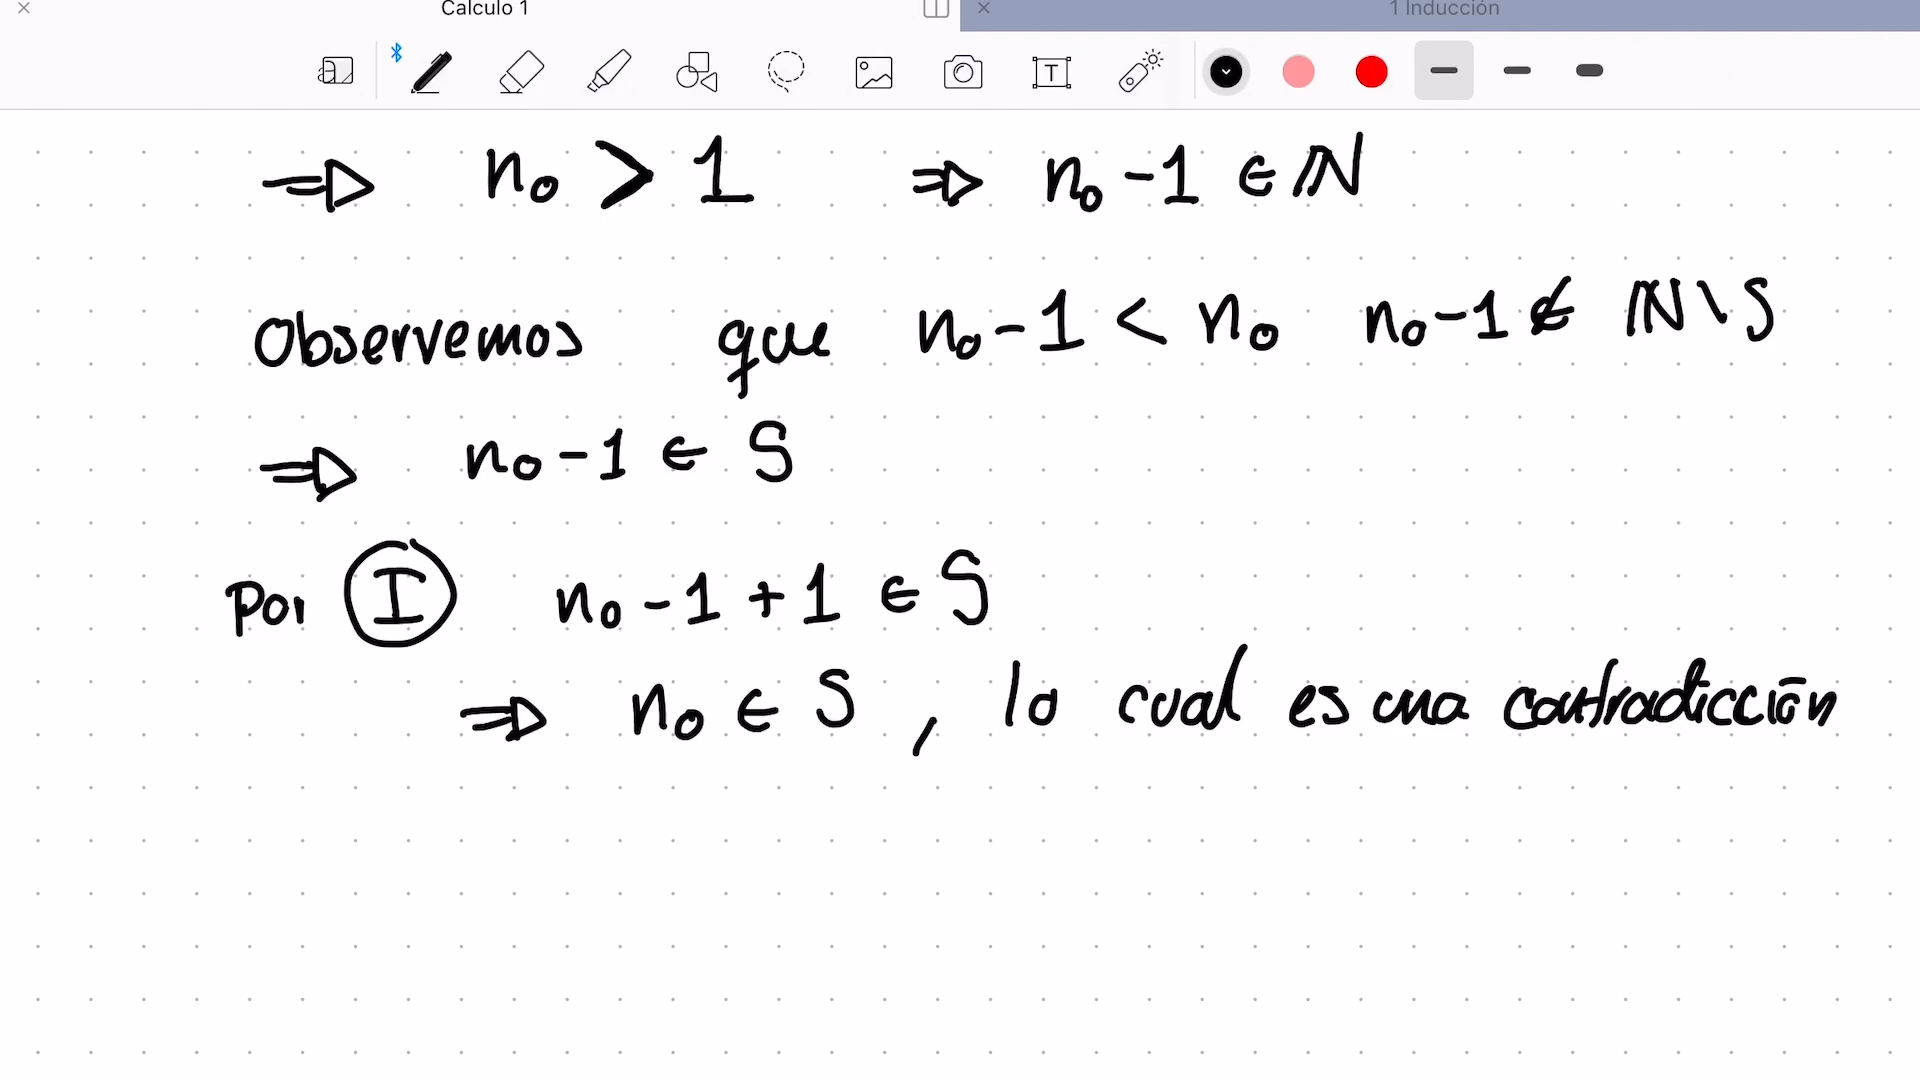 Calculo 1
1 Inducción
⇒ n₀ > 1 ⇒ n₀ - 1 ∈ ℕ
Observemos que n₀ - 1 < n₀ n₀ - 1 ∉ ℕ \ S
⇒ n₀ - 1 ∈ S
Por Ⓘ n₀ - 1 + 1 ∈ S
⇒ n₀ ∈ S , lo cual es una contradicción